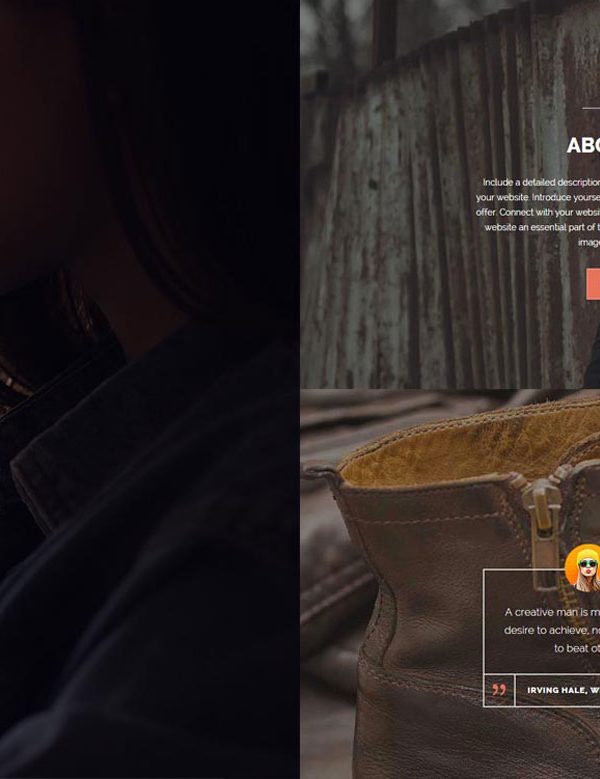 ABO
Include a detailed description
your website. Introduce yourse
offer. Connect with your websi
website an essential part of t
image
A creative man is m
desire to achieve, no
to beat ot
IRVING HALE, W